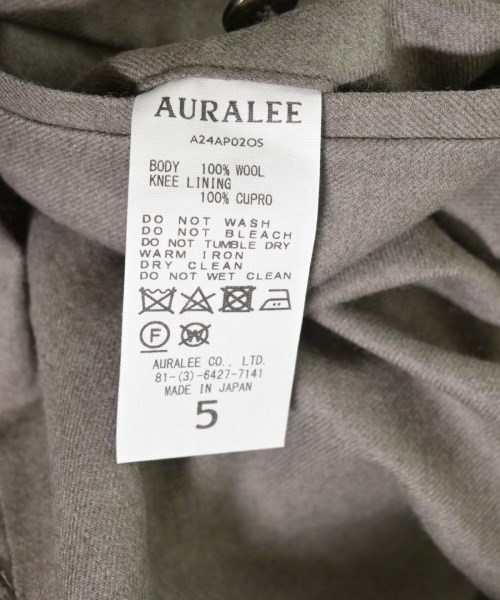 AURALEE
A24AP02OS
BODY 100% WOOL
KNEE LINING
100% CUPRO
DO NOT WASH
DO NOT BLEACH
DO NOT TUMBLE DRY
WARM IRON
DRY CLEAN
DO NOT WET CLEAN
F W
AURALEE CO., LTD.
81-(3)-6427-7141
MADE IN JAPAN
5